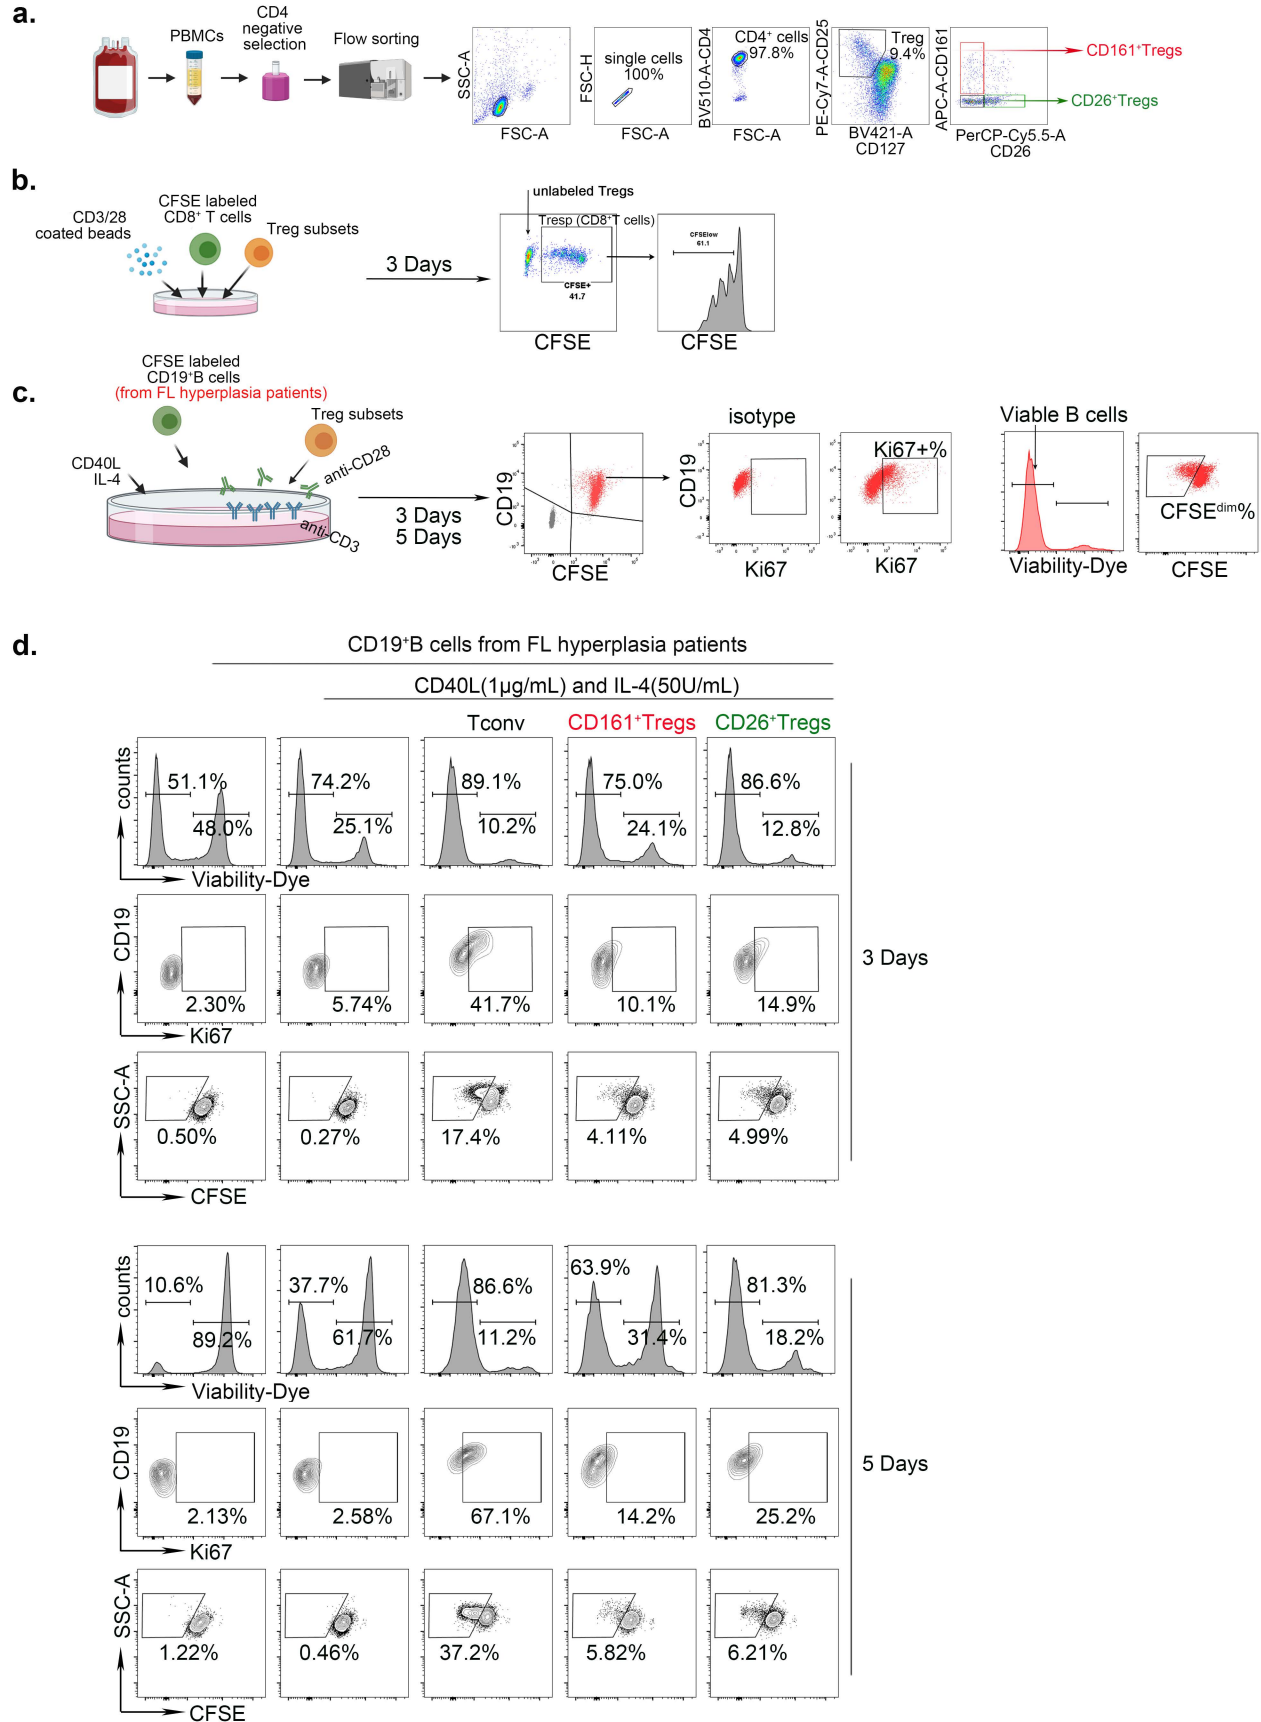 a.
PBMCs
CD4
negative
selection
Flow sorting
SSC-A
FSC-A
FSC-H
single cells
100%
FSC-A
BV510-A-CD4
CD4⁺ cells
97.8%
FSC-A
PE-Cy7-A-CD25
Treg
9.4%
BV421-A
CD127
APC-A-CD161
PerCP-Cy5.5-A
CD26
CD161⁺Tregs
CD26⁺Tregs
b.
CD3/28
coated beads
CFSE labeled
CD8⁺ T cells
Treg subsets
3 Days
unlabeled Tregs
Tresp (CD8⁺T cells)
CFSE+
41.7
CFSE
CFSElow
61.1
CFSE
c.
CFSE labeled
CD19⁺B cells
(from FL hyperplasia patients)
Treg subsets
CD40L
IL-4
anti-CD28
anti-CD3
3 Days
5 Days
CD19
CFSE
isotype
CD19
Ki67
Ki67+%
Ki67
Viable B cells
Viability-Dye
CFSEᵈⁱᵐ%
CFSE
d.
CD19⁺B cells from FL hyperplasia patients
CD40L(1μg/mL) and IL-4(50U/mL)
Tconv
CD161⁺Tregs
CD26⁺Tregs
counts
51.1%
48.0%
74.2%
25.1%
89.1%
10.2%
75.0%
24.1%
86.6%
12.8%
Viability-Dye
CD19
2.30%
5.74%
41.7%
10.1%
14.9%
Ki67
3 Days
SSC-A
0.50%
0.27%
17.4%
4.11%
4.99%
CFSE
counts
10.6%
89.2%
37.7%
61.7%
86.6%
11.2%
63.9%
31.4%
81.3%
18.2%
Viability-Dye
CD19
2.13%
2.58%
67.1%
14.2%
25.2%
Ki67
5 Days
SSC-A
1.22%
0.46%
37.2%
5.82%
6.21%
CFSE